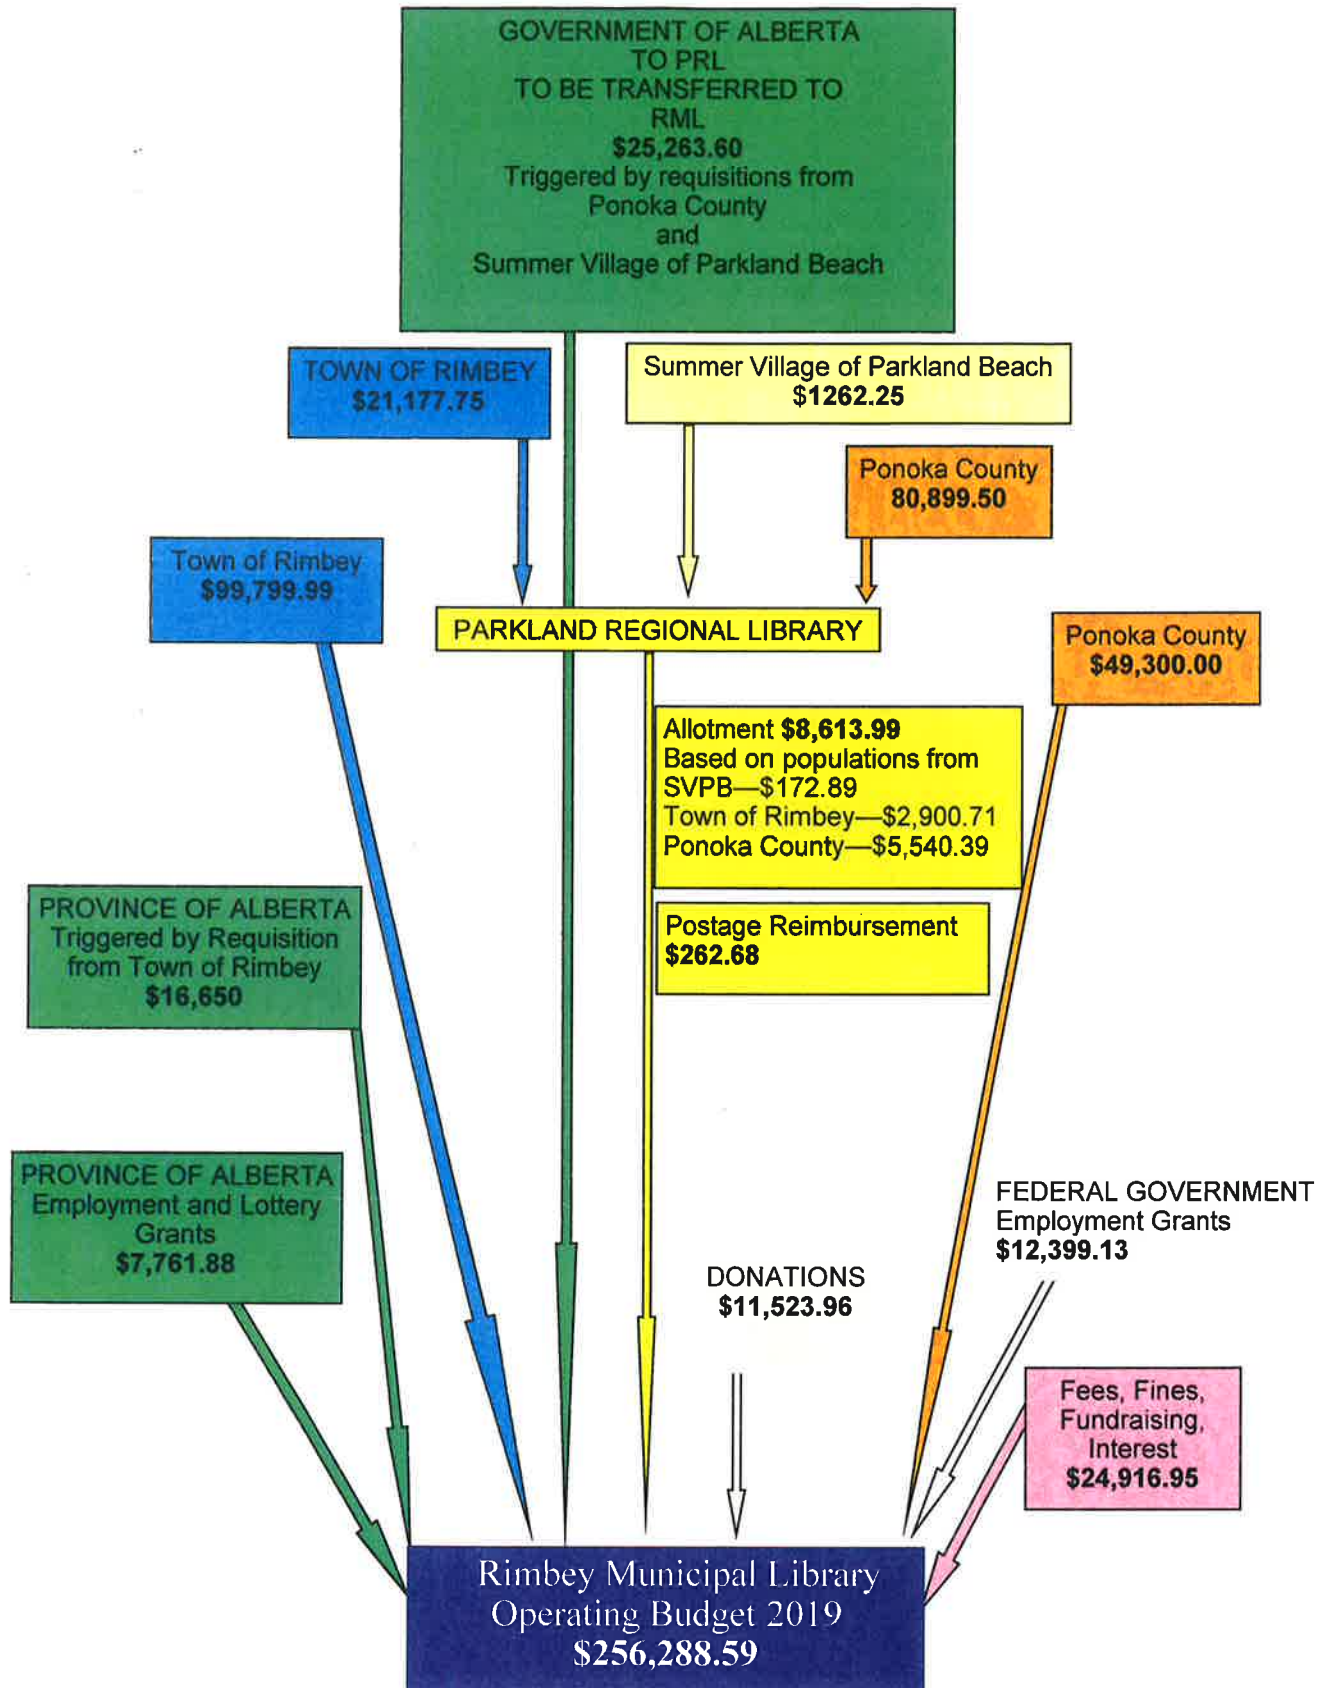 GOVERNMENT OF ALBERTA
TO PRL
TO BE TRANSFERRED TO
RML
$25,263.60
Triggered by requisitions from
Ponoka County
and
Summer Village of Parkland Beach
TOWN OF RIMBEY
$21,177.75
Summer Village of Parkland Beach
$1262.25
Ponoka County
80,899.50
Town of Rimbey
$99,799.99
PARKLAND REGIONAL LIBRARY
Ponoka County
$49,300.00
Allotment $8,613.99
Based on populations from
SVPB—$172.89
Town of Rimbey—$2,900.71
Ponoka County—$5,540.39
PROVINCE OF ALBERTA
Triggered by Requisition
from Town of Rimbey
$16,650
Postage Reimbursement
$262.68
PROVINCE OF ALBERTA
Employment and Lottery
Grants
$7,761.88
FEDERAL GOVERNMENT
Employment Grants
$12,399.13
DONATIONS
$11,523.96
Fees, Fines,
Fundraising,
Interest
$24,916.95
Rimbey Municipal Library
Operating Budget 2019
$256,288.59